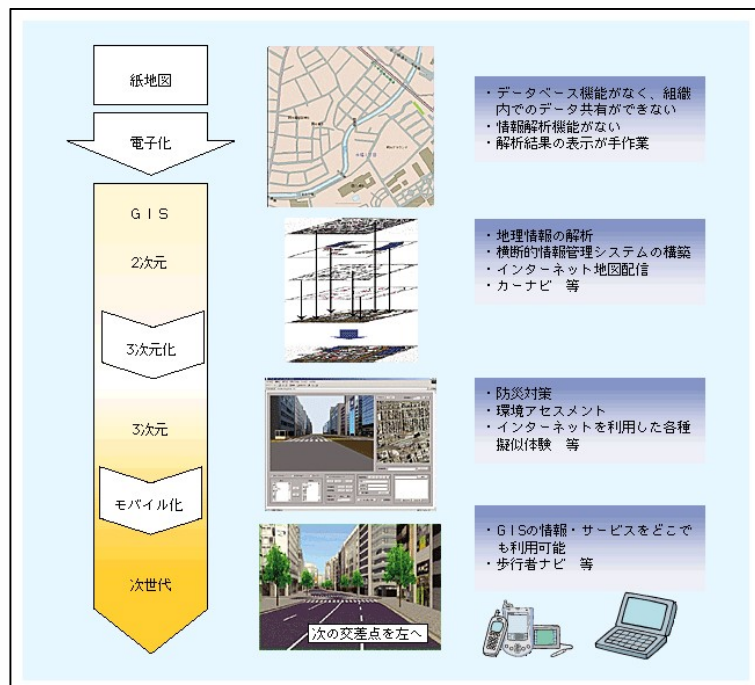 紙地図
電子化
・データベース機能がなく、組織
内でのデータ共有ができない
・情報解析機能がない
・解析結果の表示が手作業
GIS
2次元
・地理情報の解析
・横断的情報管理システムの構築
・インターネット地図配信
・カーナビ 等
3次元化
3次元
・防災対策
・環境アセスメント
・インターネットを利用した各種
擬似体験 等
モバイル化
次世代
・GISの情報・サービスをどこで
も利用可能
・歩行者ナビ 等
次の交差点を左へ